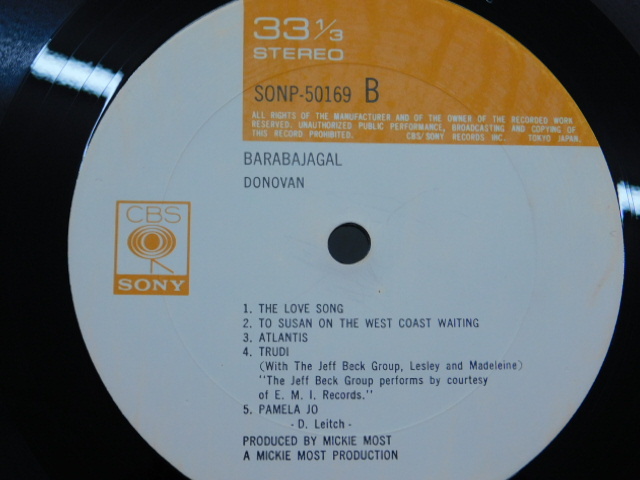 33 1/3
STEREO
SONP-50169 B
ALL RIGHTS OF THE MANUFACTURER AND OF THE OWNER OF THE RECORDED WORK
RESERVED. UNAUTHORIZED PUBLIC PERFORMANCE, BROADCASTING AND COPYING OF
THIS RECORD PROHIBITED. CBS/SONY RECORDS INC. TOKYO JAPAN.
BARABAJAGAL
DONOVAN
CBS
SONY
1. THE LOVE SONG
2. TO SUSAN ON THE WEST COAST WAITING
3. ATLANTIS
4. TRUDI
(With The Jeff Beck Group, Lesley and Madeleine)
"The Jeff Beck Group performs by courtesy
of E. M. I. Records."
5. PAMELA JO
- D. Leitch -
PRODUCED BY MICKIE MOST
A MICKIE MOST PRODUCTION